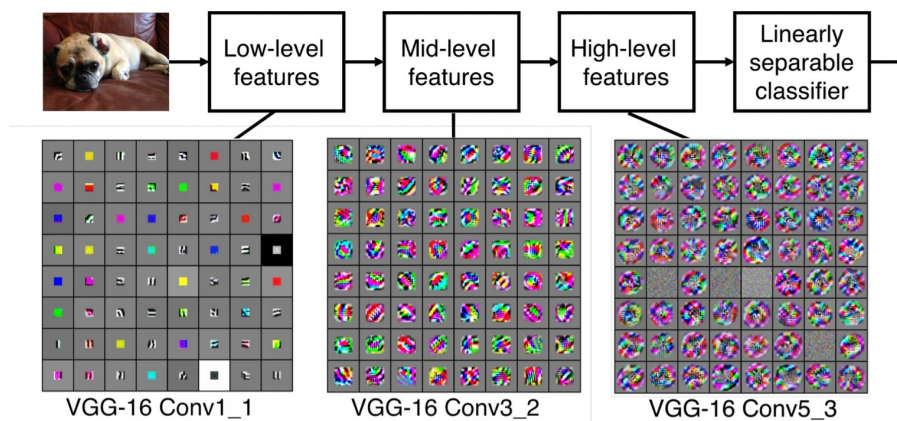 Low-level
features
Mid-level
features
High-level
features
Linearly
separable
classifier
VGG-16 Conv1_1
VGG-16 Conv3_2
VGG-16 Conv5_3